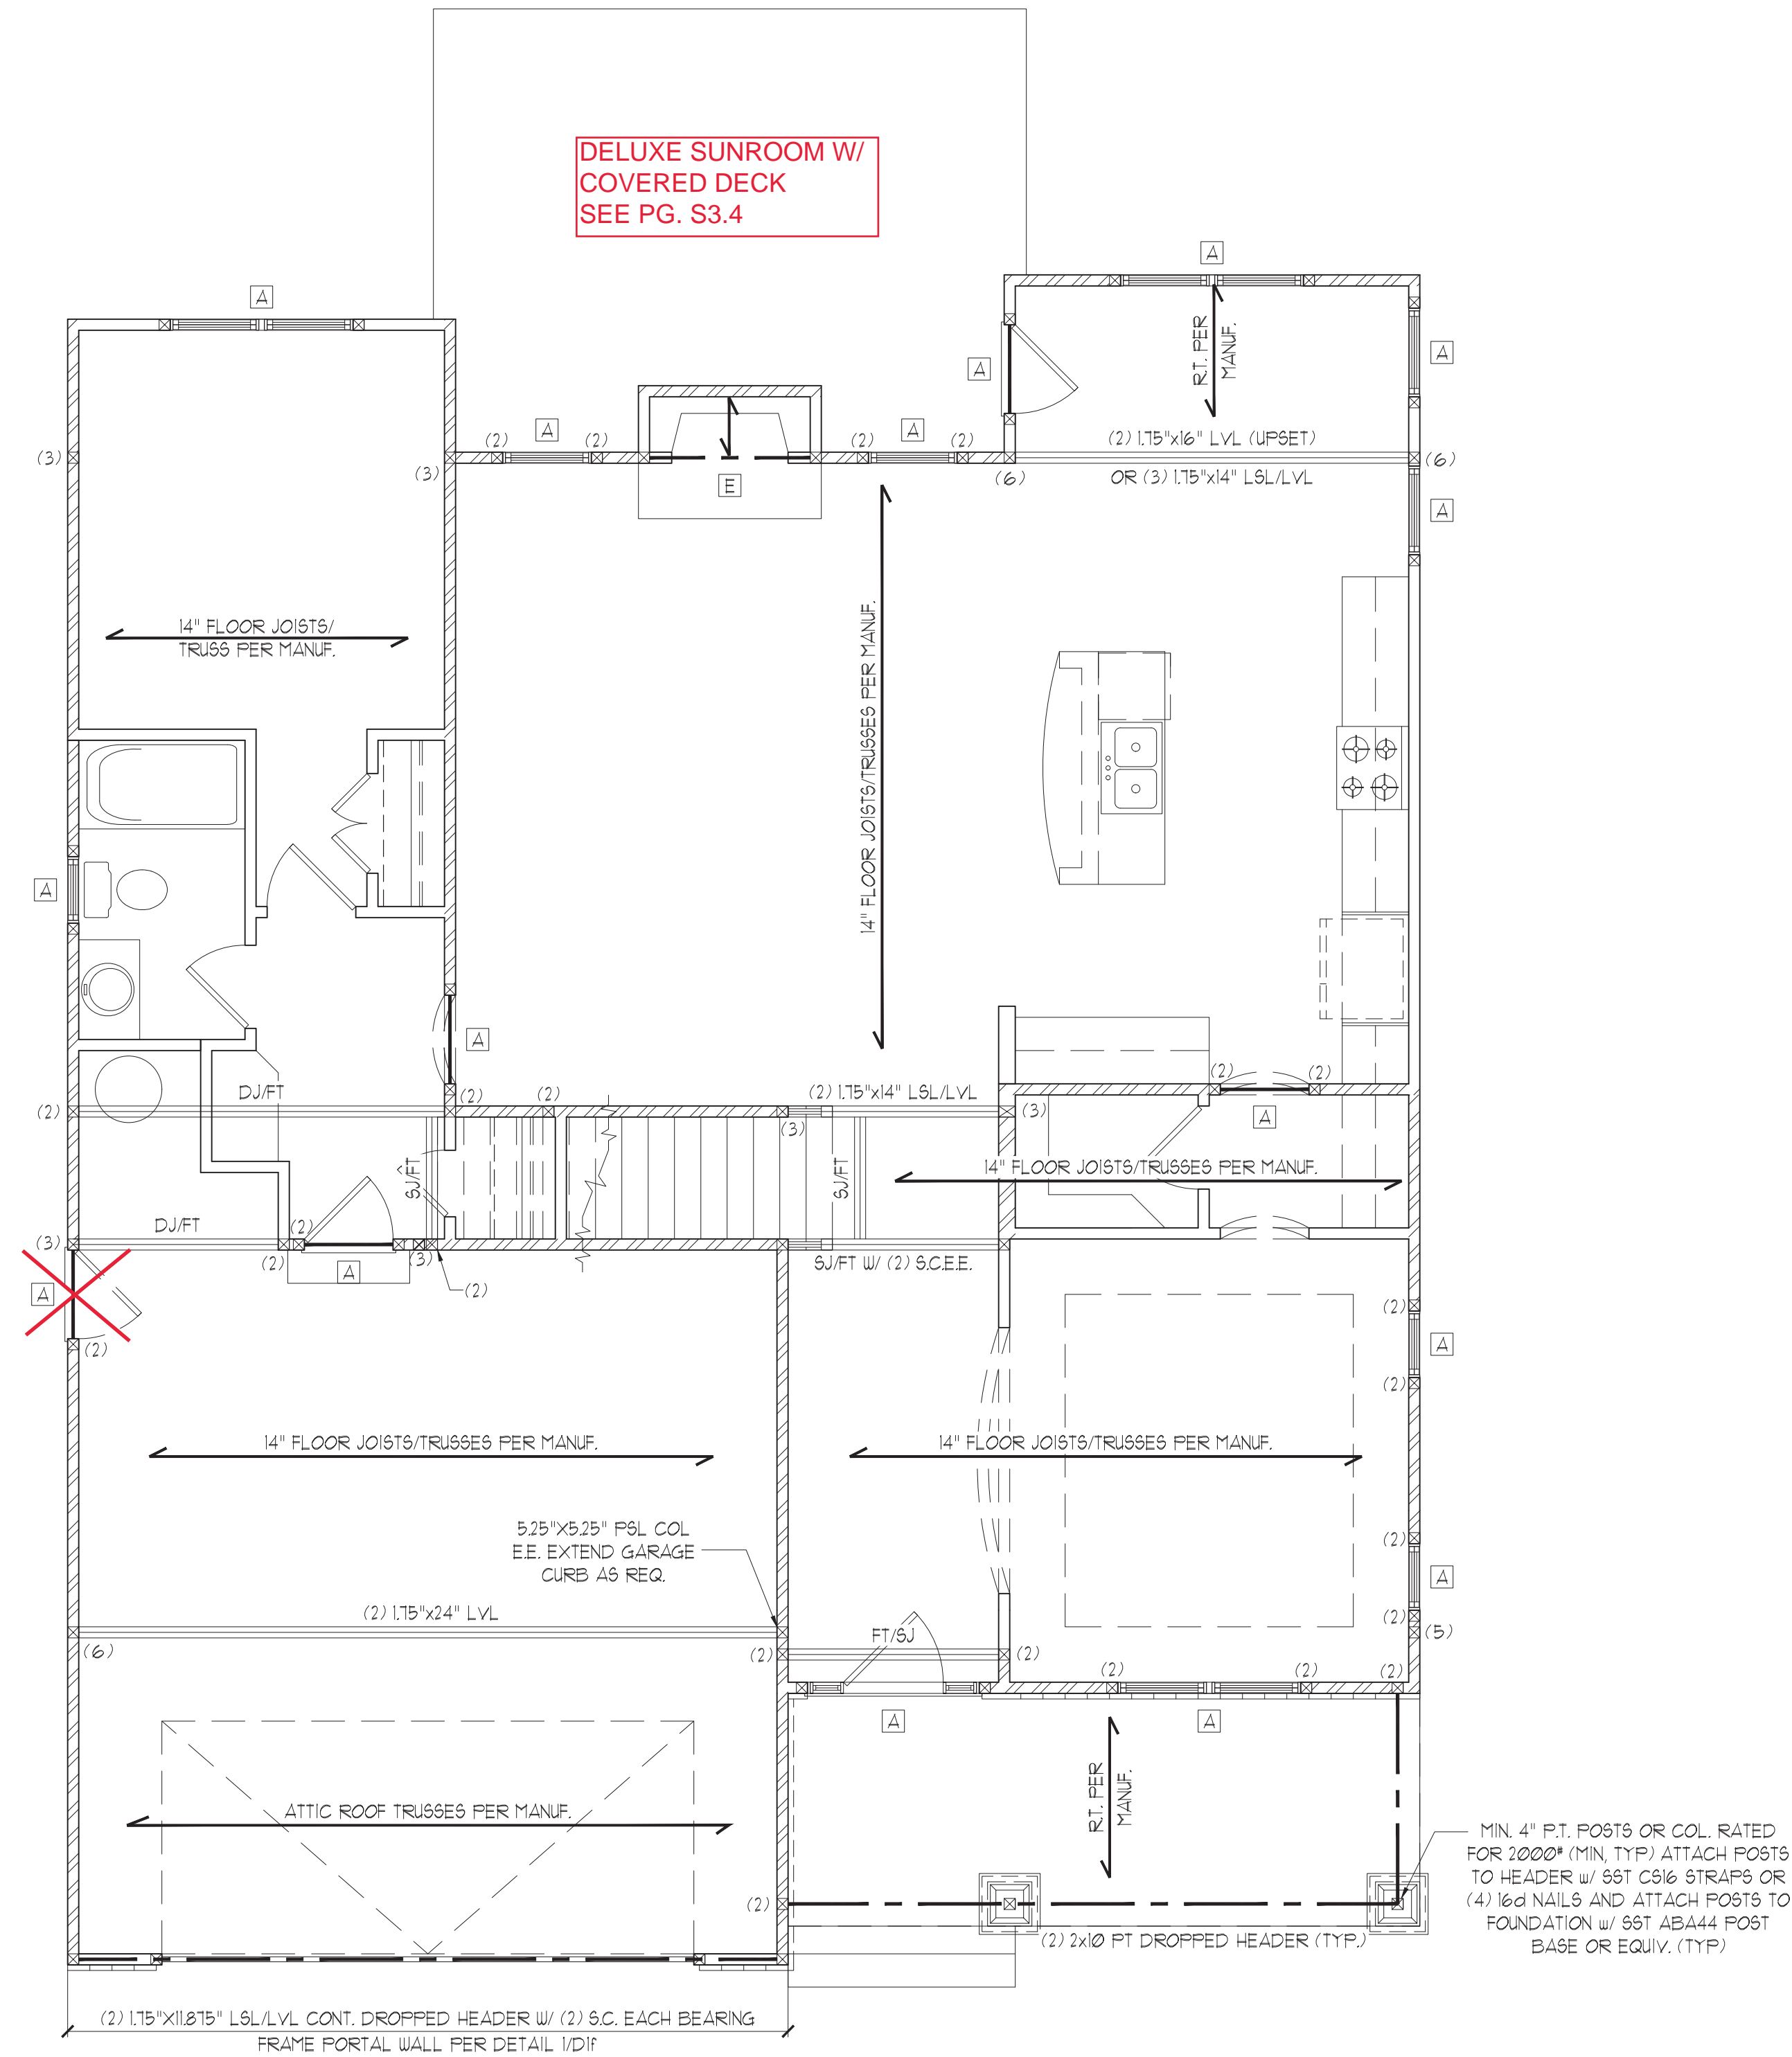 DELUXE SUNROOM W/
COVERED DECK
SEE PG. S3.4
A
A
R.T. PER
MANUF.
A
A
(2)
A
(2)
(2)
A
(2)
(2) 1.75"x16" LVL (UPSET)
(3)
(3)
E
(6)
OR (3) 1.75"x14" LSL/LVL
(6)
A
14" FLOOR JOISTS/
TRUSS PER MANUF.
14" FLOOR JOISTS/TRUSSES PER MANUF.
A
A
DJ/FT
(2)
(2)
(2)
(2) 1.75"x14" LSL/LVL
(2)
(2)
(2)
(3)
(3)
A
SJ/FT
SJ/FT
14" FLOOR JOISTS/TRUSSES PER MANUF.
DJ/FT
(2)
(3)
(2)
A
(3)
(2)
SJ/FT W/ (2) S.C.E.E.
A
(2)
(2)
A
(2)
14" FLOOR JOISTS/TRUSSES PER MANUF.
14" FLOOR JOISTS/TRUSSES PER MANUF.
5.25"X5.25" PSL COL
E.E. EXTEND GARAGE
CURB AS REQ.
(2)
A
(2)
(5)
(2) 1.75"x24" LVL
(6)
(2)
FT/SJ
(2)
(2)
(2)
(2)
A
A
R.T. PER
MANUF.
ATTIC ROOF TRUSSES PER MANUF.
(2)
(2) 2x10 PT DROPPED HEADER (TYP.)
MIN. 4" P.T. POSTS OR COL. RATED
FOR 2000# (MIN, TYP) ATTACH POSTS
TO HEADER w/ SST CS16 STRAPS OR
(4) 16d NAILS AND ATTACH POSTS TO
FOUNDATION w/ SST ABA44 POST
BASE OR EQUIV. (TYP)
(2) 1.75"X11.875" LSL/LVL CONT. DROPPED HEADER W/ (2) S.C. EACH BEARING
FRAME PORTAL WALL PER DETAIL 1/D1f